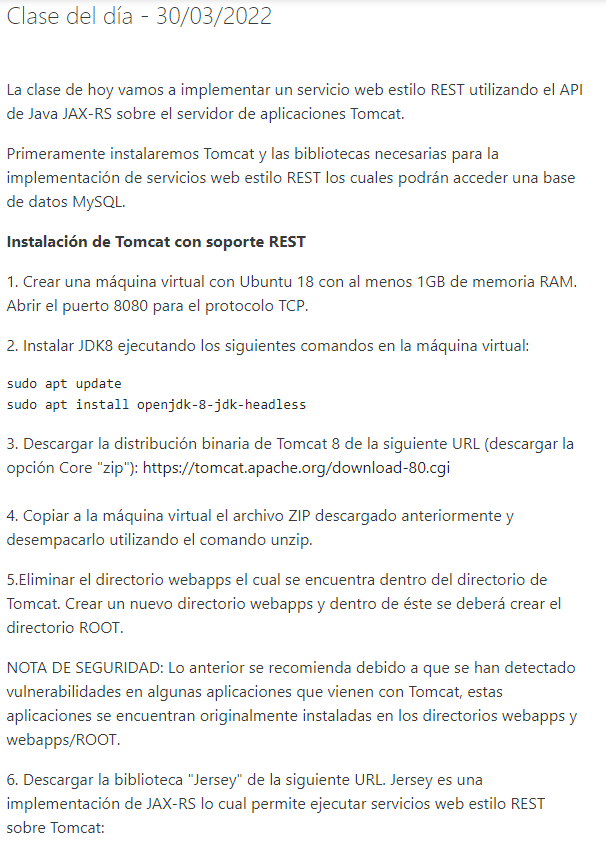 Clase del día - 30/03/2022
La clase de hoy vamos a implementar un servicio web estilo REST utilizando el API
de Java JAX-RS sobre el servidor de aplicaciones Tomcat.
Primeramente instalaremos Tomcat y las bibliotecas necesarias para la
implementación de servicios web estilo REST los cuales podrán acceder una base
de datos MySQL.
Instalación de Tomcat con soporte REST
1. Crear una máquina virtual con Ubuntu 18 con al menos 1GB de memoria RAM.
Abrir el puerto 8080 para el protocolo TCP.
2. Instalar JDK8 ejecutando los siguientes comandos en la máquina virtual:
sudo apt update
sudo apt install openjdk-8-jdk-headless
3. Descargar la distribución binaria de Tomcat 8 de la siguiente URL (descargar la
opción Core "zip"): https://tomcat.apache.org/download-80.cgi
4. Copiar a la máquina virtual el archivo ZIP descargado anteriormente y
desempacarlo utilizando el comando unzip.
5.Eliminar el directorio webapps el cual se encuentra dentro del directorio de
Tomcat. Crear un nuevo directorio webapps y dentro de éste se deberá crear el
directorio ROOT.
NOTA DE SEGURIDAD: Lo anterior se recomienda debido a que se han detectado
vulnerabilidades en algunas aplicaciones que vienen con Tomcat, estas
aplicaciones se encuentran originalmente instaladas en los directorios webapps y
webapps/ROOT.
6. Descargar la biblioteca "Jersey" de la siguiente URL. Jersey es una
implementación de JAX-RS lo cual permite ejecutar servicios web estilo REST
sobre Tomcat: